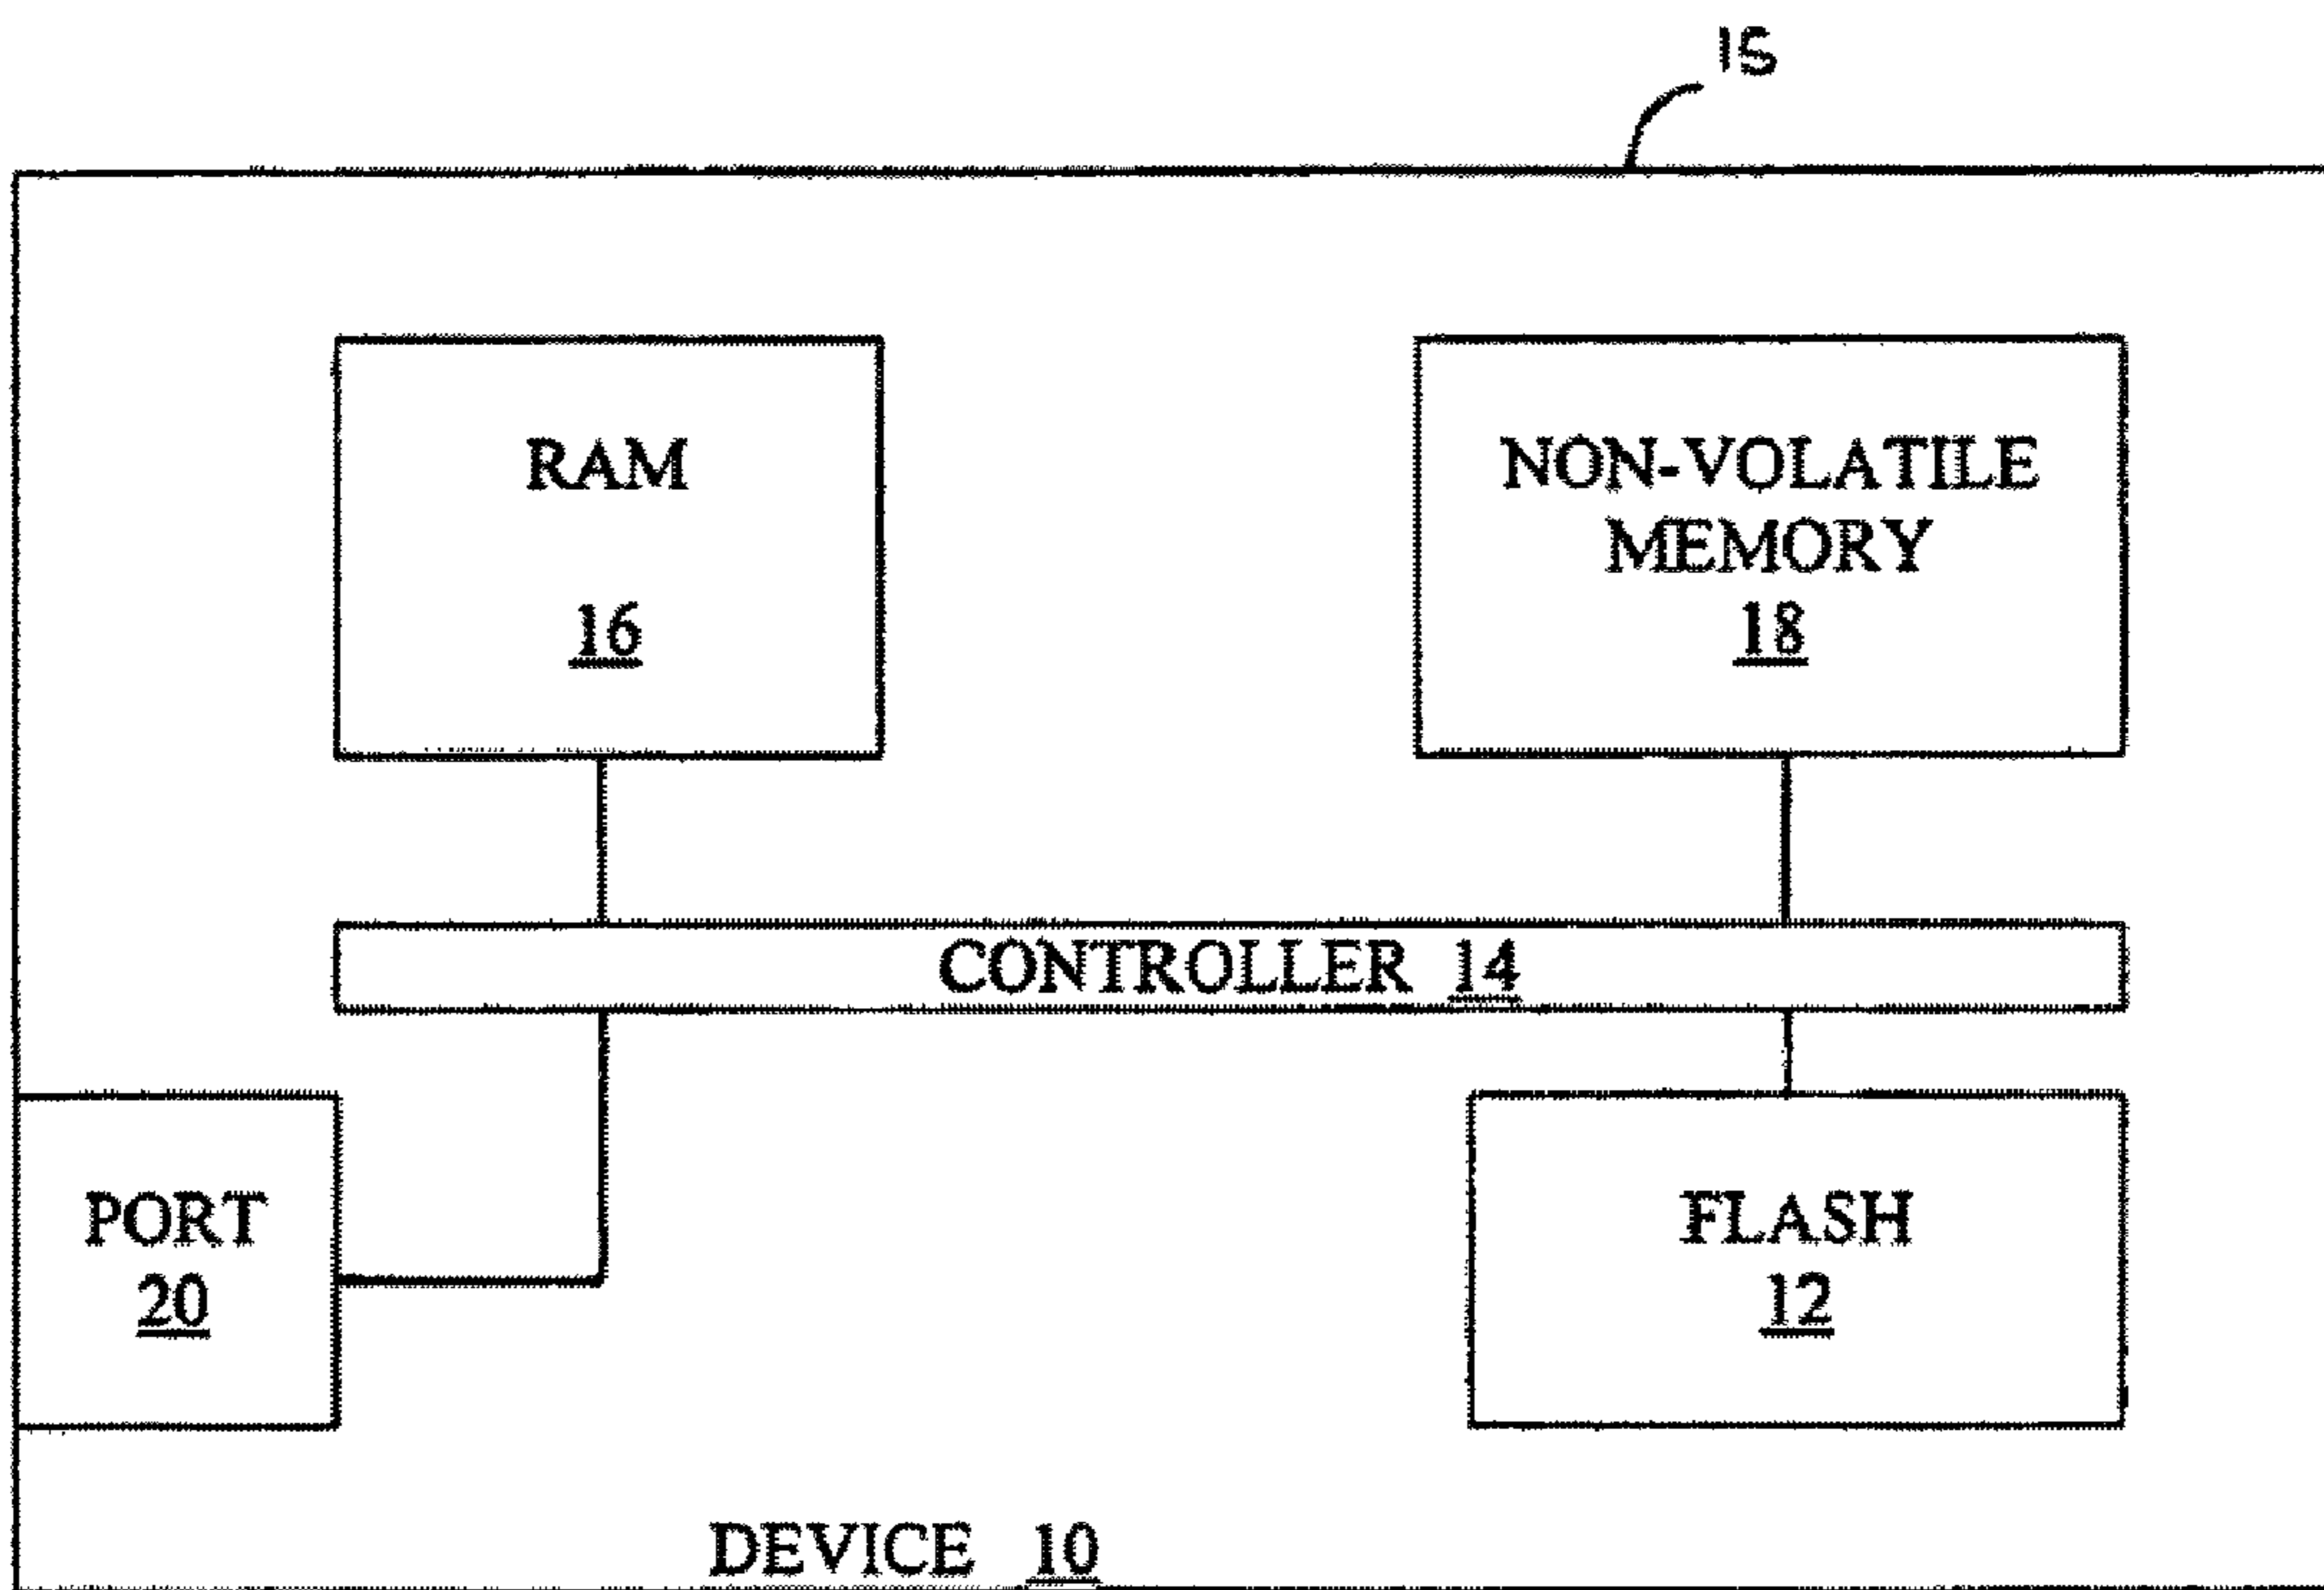 15
RAM
16
NON-VOLATILE
MEMORY
18
CONTROLLER 14
PORT
20
FLASH
12
DEVICE 10